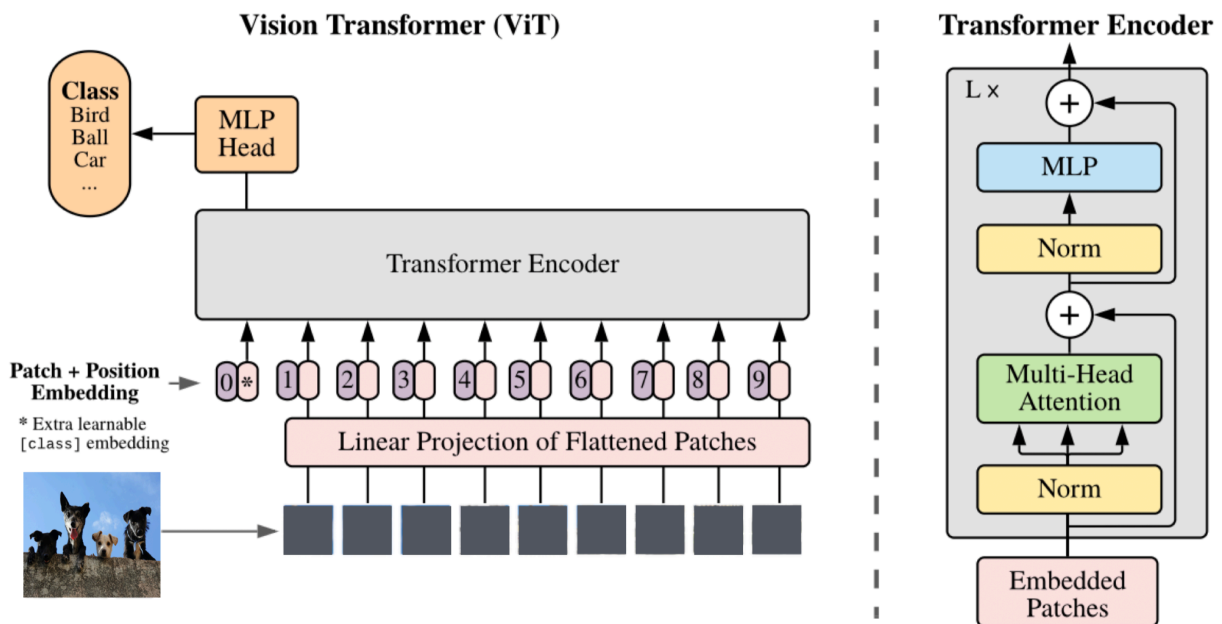 Vision Transformer (ViT)
Class
Bird
Ball
Car
...
MLP
Head
Transformer Encoder
Patch + Position
Embedding
* Extra learnable
[class] embedding
0 * 1 2 3 4 5 6 7 8 9
Linear Projection of Flattened Patches
Transformer Encoder
L ×
+
MLP
Norm
+
Multi-Head
Attention
Norm
Embedded
Patches